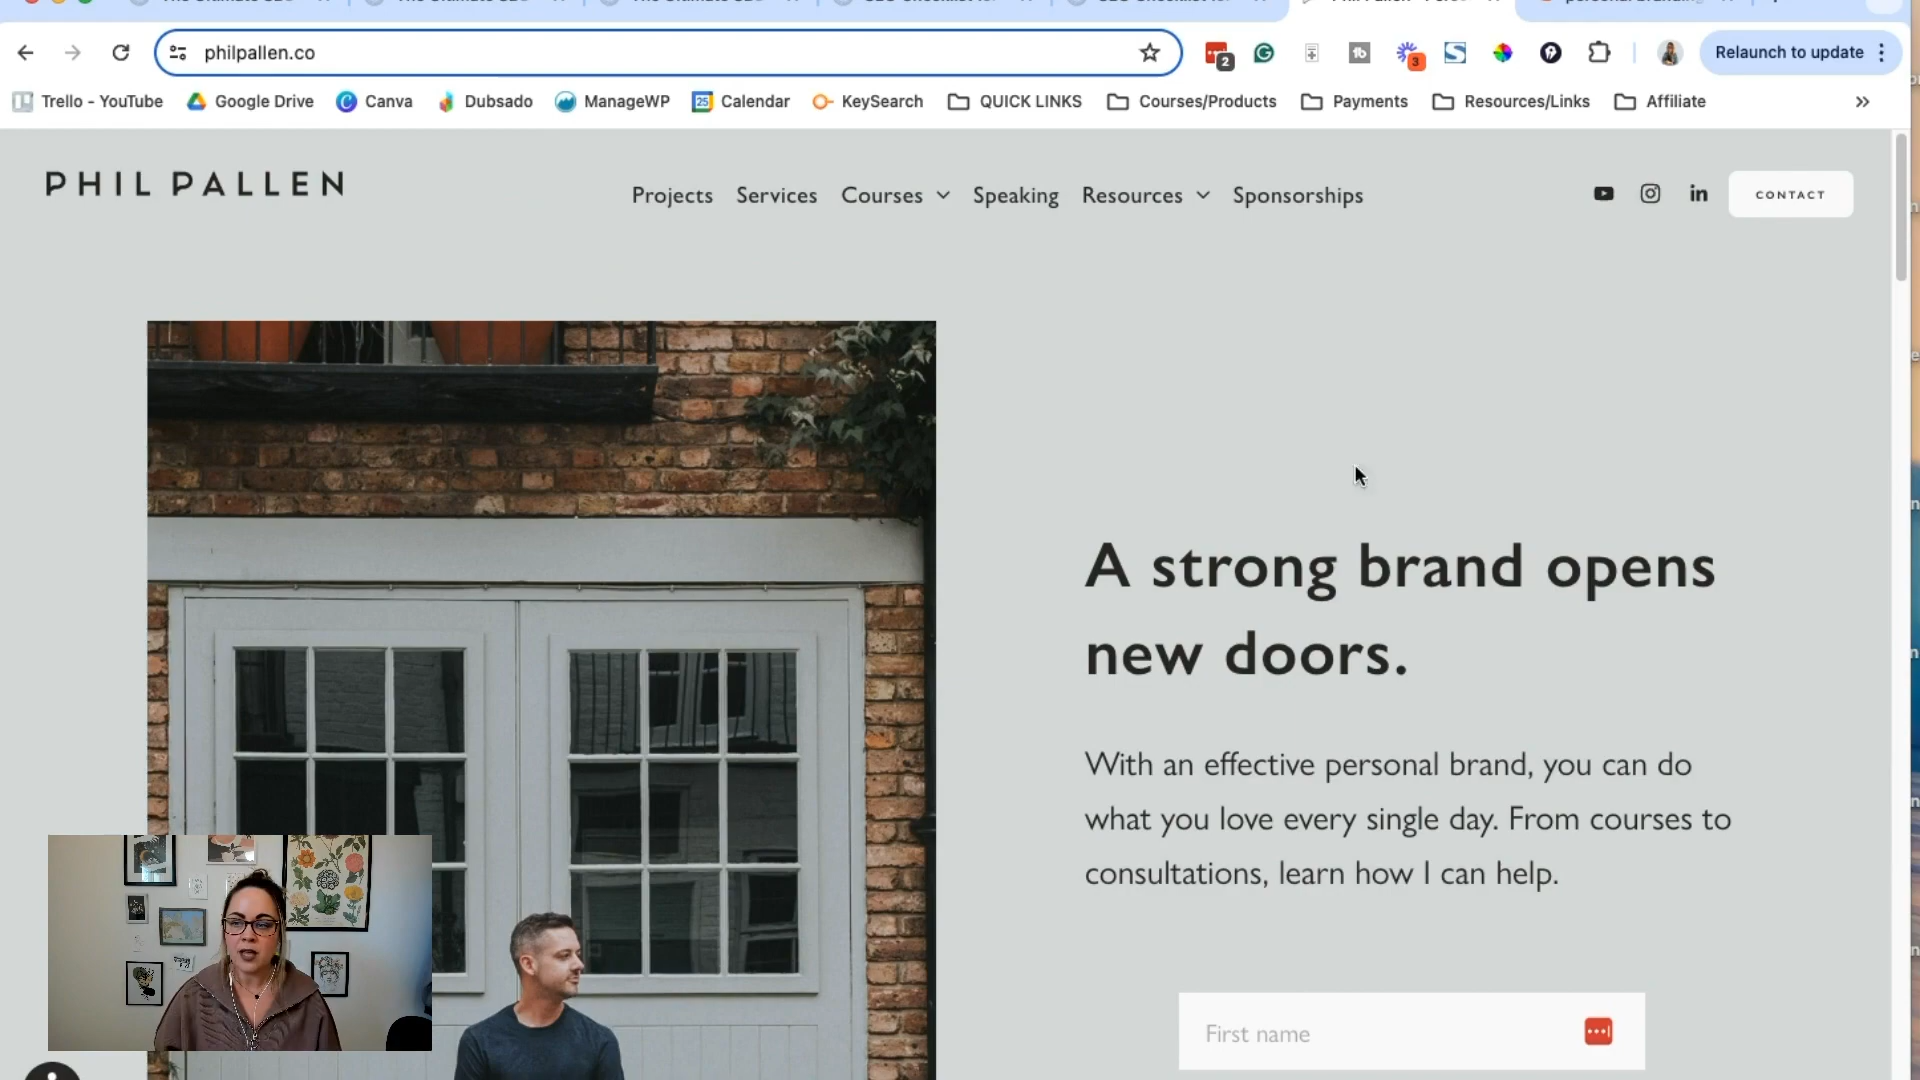 philpallen.co
2
3
Relaunch to update
Trello - YouTube
Google Drive
Canva
Dubsado
ManageWP
25
Calendar
KeySearch
QUICK LINKS
Courses/Products
Payments
Resources/Links
Affiliate
PHIL PALLEN
Projects
Services
Courses
Speaking
Resources
Sponsorships
CONTACT
A strong brand opens
new doors.
With an effective personal brand, you can do
what you love every single day. From courses to
consultations, learn how I can help.
First name